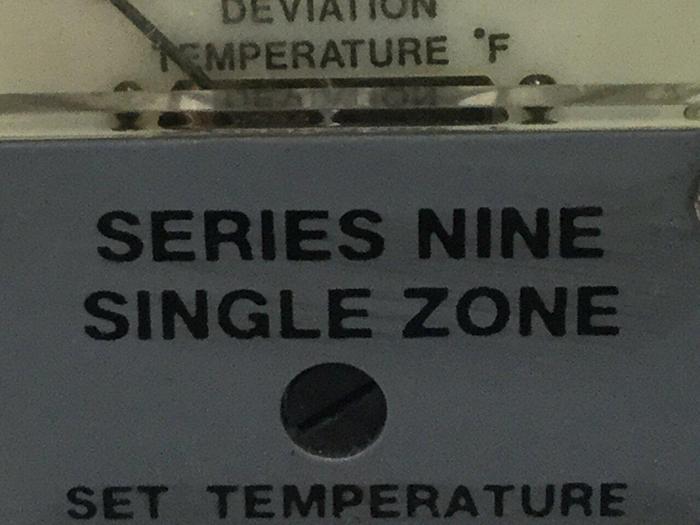 DEVIATION
TEMPERATURE °F
SERIES NINE
SINGLE ZONE
SET TEMPERATURE